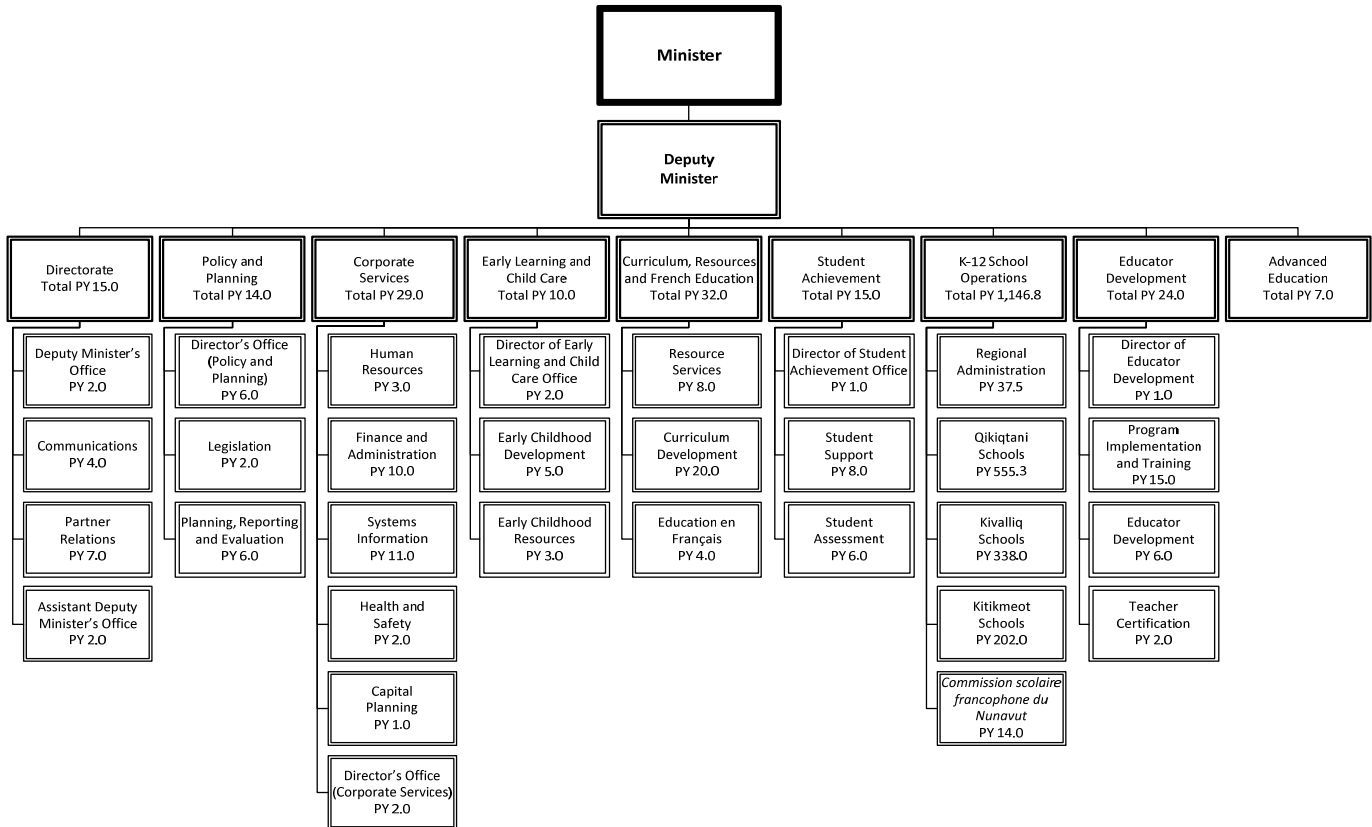 Minister
Deputy
Minister
Directorate
Total PY 15.0
Policy and
Planning
Total PY 14.0
Corporate
Services
Total PY 29.0
Early Learning and
Child Care
Total PY 10.0
Curriculum, Resources
and French Education
Total PY 32.0
Student
Achievement
Total PY 15.0
K-12 School
Operations
Total PY 1,146.8
Educator
Development
Total PY 24.0
Advanced
Education
Total PY 7.0
Deputy Minister's
Office
PY 2.0
Communications
PY 4.0
Partner
Relations
PY 7.0
Assistant Deputy
Minister's Office
PY 2.0
Director's Office
(Policy and
Planning)
PY 6.0
Legislation
PY 2.0
Planning, Reporting
and Evaluation
PY 6.0
Human
Resources
PY 3.0
Finance and
Administration
PY 10.0
Systems
Information
PY 11.0
Health and
Safety
PY 2.0
Capital
Planning
PY 1.0
Director's Office
(Corporate Services)
PY 2.0
Director of Early
Learning and Child
Care Office
PY 2.0
Early Childhood
Development
PY 5.0
Early Childhood
Resources
PY 3.0
Resource
Services
PY 8.0
Curriculum
Development
PY 20.0
Education en
Français
PY 4.0
Director of Student
Achievement Office
PY 1.0
Student
Support
PY 8.0
Student
Assessment
PY 6.0
Regional
Administration
PY 37.5
Qikiqtani
Schools
PY 555.3
Kivalliq
Schools
PY 338.0
Kitikmeot
Schools
PY 202.0
Commission scolaire
francophone du
Nunavut
PY 14.0
Director of
Educator
Development
PY 1.0
Program
Implementation
and Training
PY 15.0
Educator
Development
PY 6.0
Teacher
Certification
PY 2.0